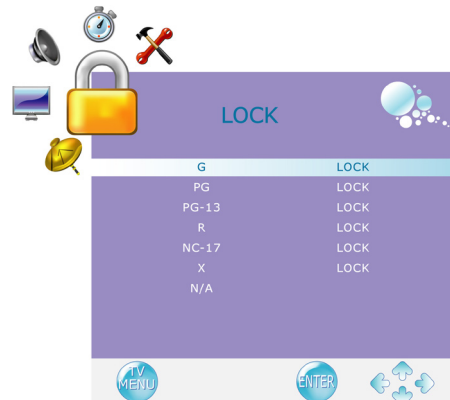 LOCK
G LOCK
PG LOCK
PG-13 LOCK
R LOCK
NC-17 LOCK
X LOCK
N/A
TV
MENU
ENTER